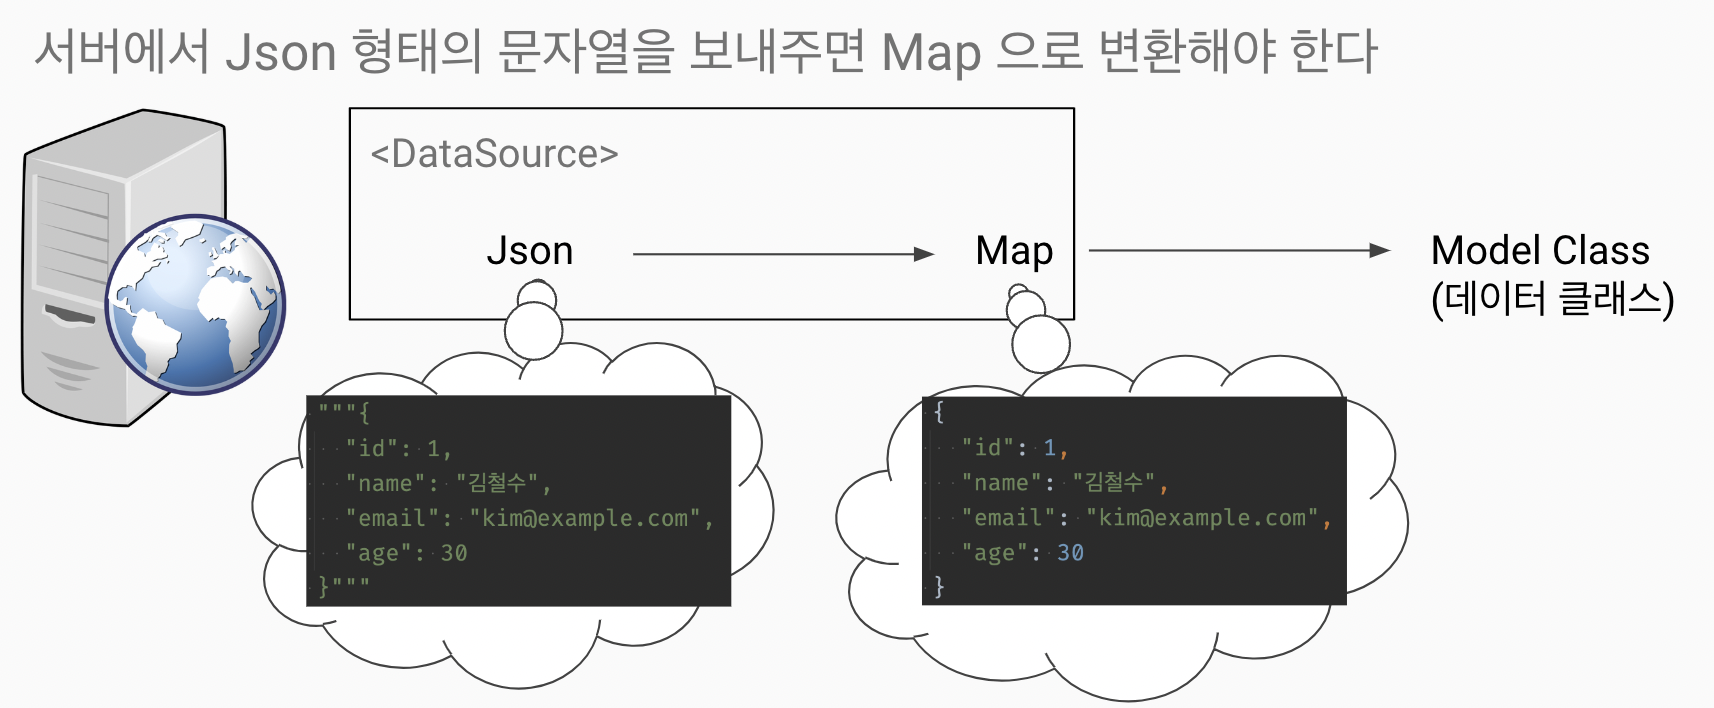 서버에서 Json 형태의 문자열을 보내주면 Map 으로 변환해야 한다
<DataSource>
Json
Map
Model Class
(데이터 클래스)
"""{
"id": 1,
"name": "김철수",
"email": "kim@example.com",
"age": 30
}"""
{
"id": 1,
"name": "김철수",
"email": "kim@example.com",
"age": 30
}